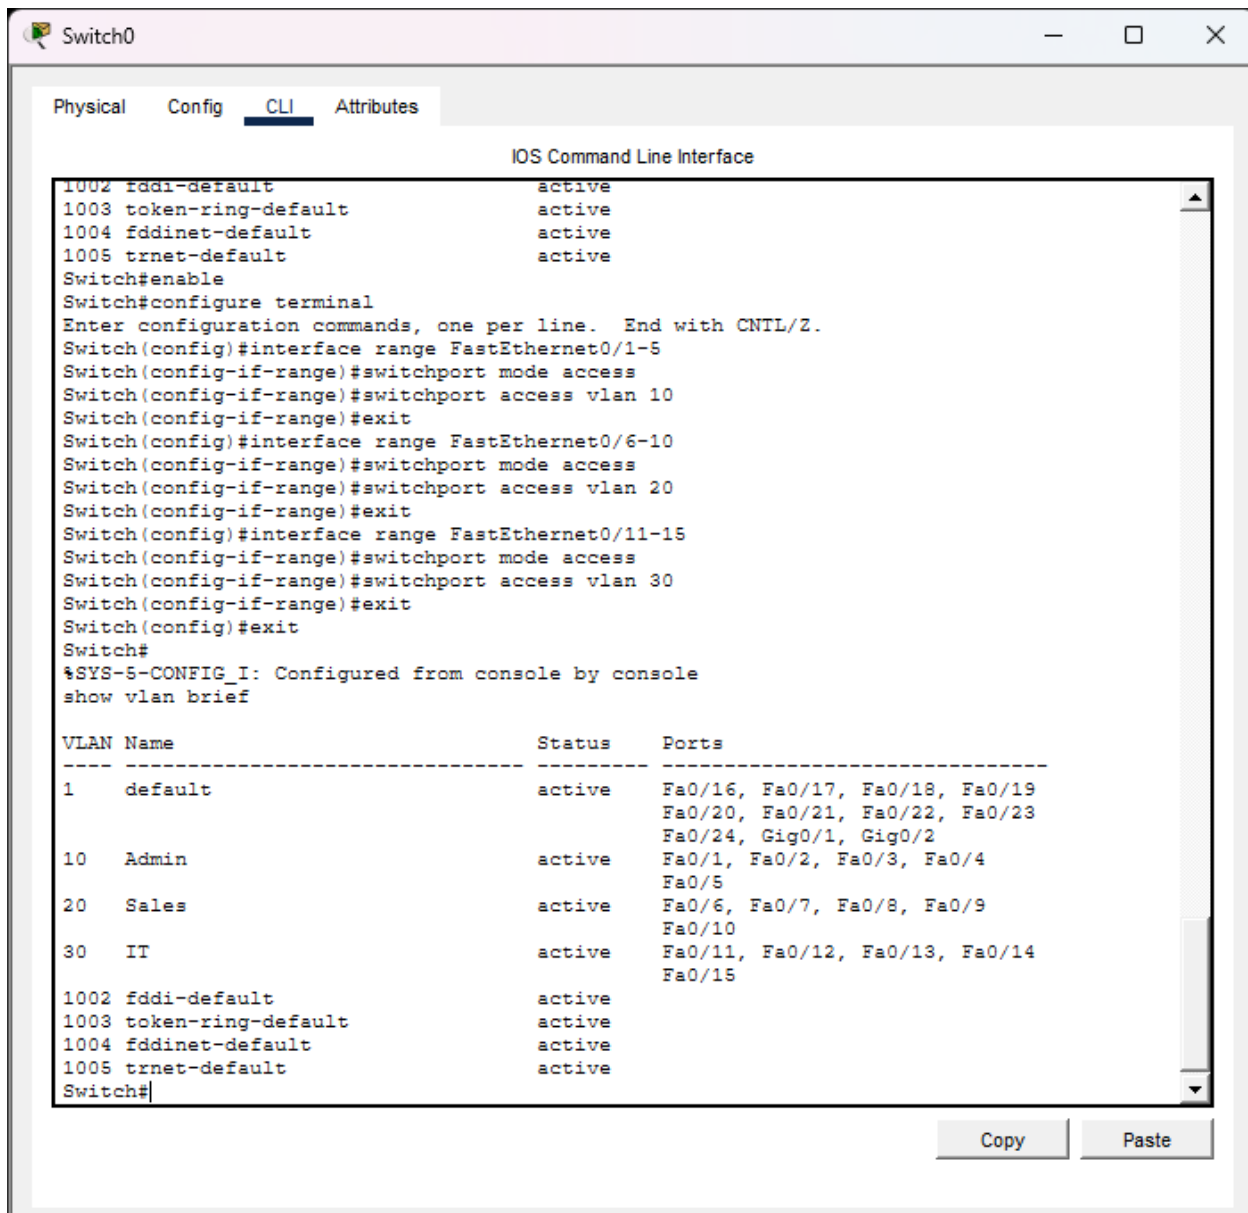 Switch0
Physical Config CLI Attributes
IOS Command Line Interface
1002 fddi-default                     active
1003 token-ring-default               active
1004 fddinet-default                  active
1005 trnet-default                    active
Switch#enable
Switch#configure terminal
Enter configuration commands, one per line.  End with CNTL/Z.
Switch(config)#interface range FastEthernet0/1-5
Switch(config-if-range)#switchport mode access
Switch(config-if-range)#switchport access vlan 10
Switch(config-if-range)#exit
Switch(config)#interface range FastEthernet0/6-10
Switch(config-if-range)#switchport mode access
Switch(config-if-range)#switchport access vlan 20
Switch(config-if-range)#exit
Switch(config)#interface range FastEthernet0/11-15
Switch(config-if-range)#switchport mode access
Switch(config-if-range)#switchport access vlan 30
Switch(config-if-range)#exit
Switch(config)#exit
Switch#
%SYS-5-CONFIG_I: Configured from console by console
show vlan brief

VLAN Name                             Status    Ports
---- -------------------------------- --------- -------------------------------
1    default                          active    Fa0/16, Fa0/17, Fa0/18, Fa0/19
                                                Fa0/20, Fa0/21, Fa0/22, Fa0/23
                                                Fa0/24, Gig0/1, Gig0/2
10   Admin                            active    Fa0/1, Fa0/2, Fa0/3, Fa0/4
                                                Fa0/5
20   Sales                            active    Fa0/6, Fa0/7, Fa0/8, Fa0/9
                                                Fa0/10
30   IT                               active    Fa0/11, Fa0/12, Fa0/13, Fa0/14
                                                Fa0/15
1002 fddi-default                     active
1003 token-ring-default               active
1004 fddinet-default                  active
1005 trnet-default                    active
Switch#
Copy Paste